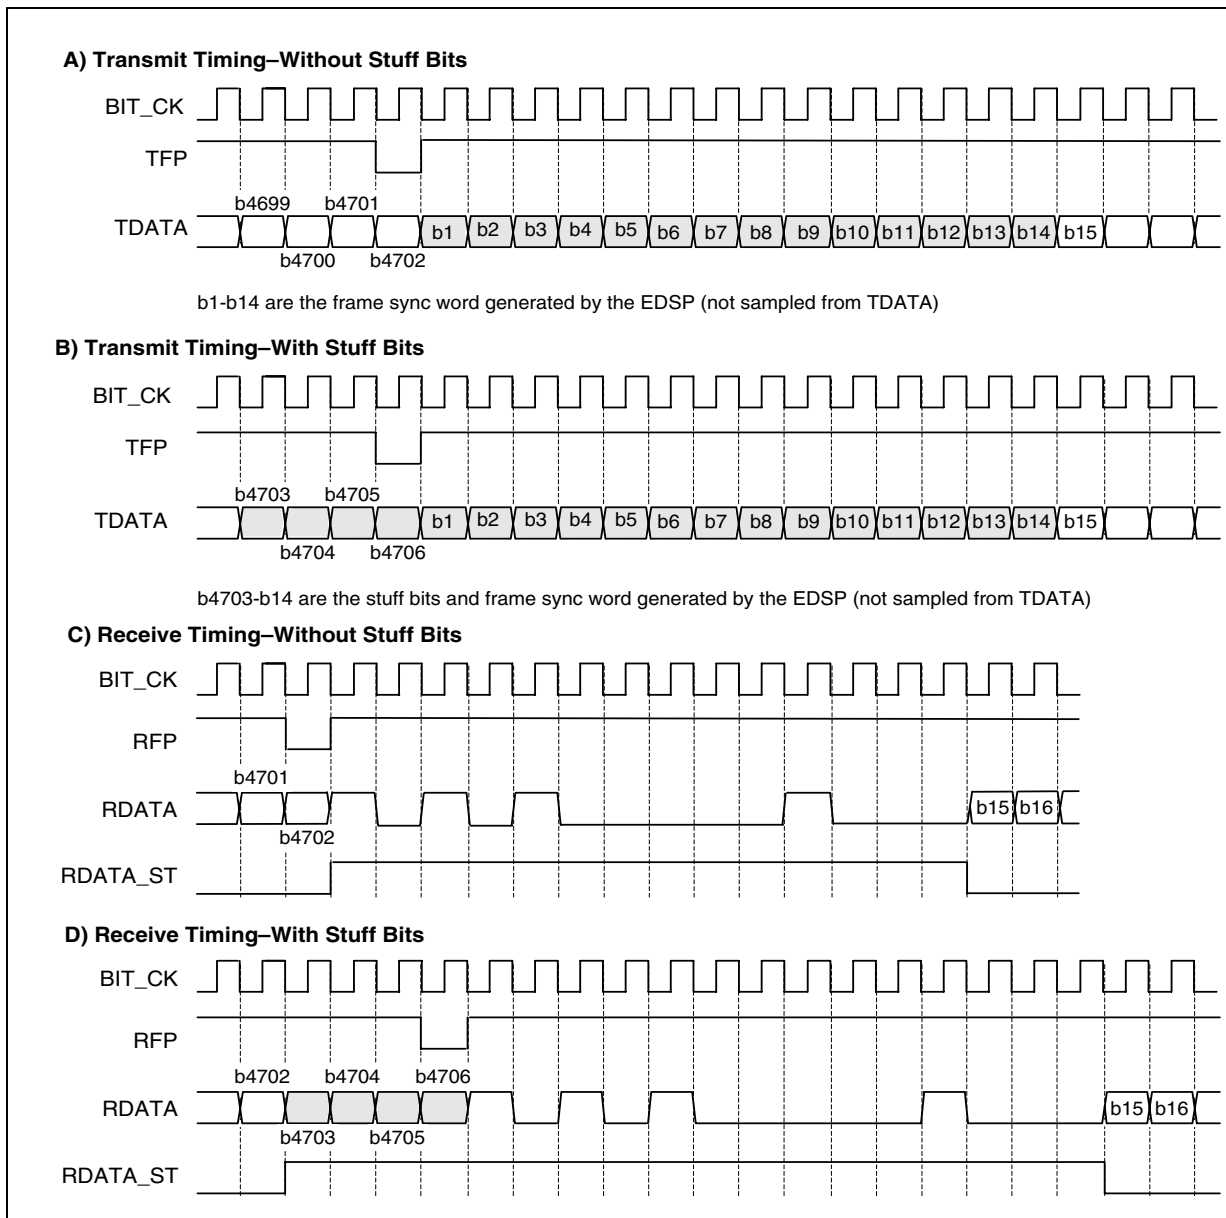 A) Transmit Timing–Without Stuff Bits
BIT_CK
TFP
b4699 b4701
TDATA b1 b2 b3 b4 b5 b6 b7 b8 b9 b10 b11 b12 b13 b14 b15
b4700 b4702
b1-b14 are the frame sync word generated by the EDSP (not sampled from TDATA)
B) Transmit Timing–With Stuff Bits
BIT_CK
TFP
b4703 b4705
TDATA b1 b2 b3 b4 b5 b6 b7 b8 b9 b10 b11 b12 b13 b14 b15
b4704 b4706
b4703-b14 are the stuff bits and frame sync word generated by the EDSP (not sampled from TDATA)
C) Receive Timing–Without Stuff Bits
BIT_CK
RFP
b4701
RDATA b15 b16
b4702
RDATA_ST
D) Receive Timing–With Stuff Bits
BIT_CK
RFP
b4702 b4704 b4706
RDATA b15 b16
b4703 b4705
RDATA_ST